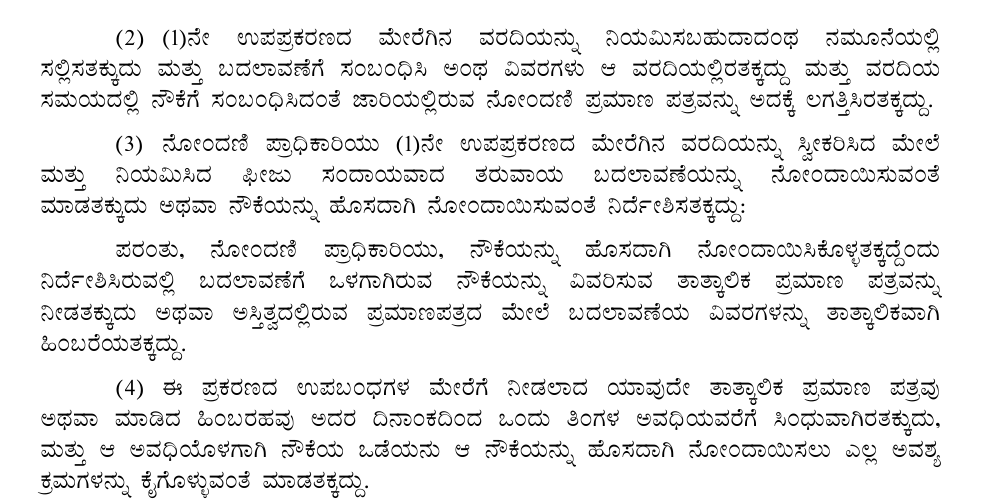 (2) (1)ನೇ ಉಪಪ್ರಕರಣದ ಮೇರೆಗಿನ ವರದಿಯನ್ನು ನಿಯಮಿಸಬಹುದಾದಂಥ ನಮೂನೆಯಲ್ಲಿ
ಸಲ್ಲಿಸತಕ್ಕುದು ಮತ್ತು ಬದಲಾವಣೆಗೆ ಸಂಬಂಧಿಸಿ ಅಂಥ ವಿವರಗಳು ಆ ವರದಿಯಲ್ಲಿರತಕ್ಕದ್ದು ಮತ್ತು ವರದಿಯ
ಸಮಯದಲ್ಲಿ ನೌಕೆಗೆ ಸಂಬಂಧಿಸಿದಂತೆ ಜಾರಿಯಲ್ಲಿರುವ ನೋಂದಣಿ ಪ್ರಮಾಣ ಪತ್ರವನ್ನು ಅದಕ್ಕೆ ಲಗತ್ತಿಸಿರತಕ್ಕದ್ದು.
(3) ನೋಂದಣಿ ಪ್ರಾಧಿಕಾರಿಯು (1)ನೇ ಉಪಪ್ರಕರಣದ ಮೇರೆಗಿನ ವರದಿಯನ್ನು ಸ್ವೀಕರಿಸಿದ ಮೇಲೆ
ಮತ್ತು ನಿಯಮಿಸಿದ ಫೀಜು ಸಂದಾಯವಾದ ತರುವಾಯ ಬದಲಾವಣೆಯನ್ನು ನೋಂದಾಯಿಸುವಂತೆ
ಮಾಡತಕ್ಕುದು ಅಥವಾ ನೌಕೆಯನ್ನು ಹೊಸದಾಗಿ ನೋಂದಾಯಿಸುವಂತೆ ನಿರ್ದೇಶಿಸತಕ್ಕದ್ದು:
ಪರಂತು, ನೋಂದಣಿ ಪ್ರಾಧಿಕಾರಿಯು, ನೌಕೆಯನ್ನು ಹೊಸದಾಗಿ ನೋಂದಾಯಿಸಿಕೊಳ್ಳತಕ್ಕದ್ದೆಂದು
ನಿರ್ದೇಶಿಸಿರುವಲ್ಲಿ ಬದಲಾವಣೆಗೆ ಒಳಗಾಗಿರುವ ನೌಕೆಯನ್ನು ವಿವರಿಸುವ ತಾತ್ಕಾಲಿಕ ಪ್ರಮಾಣ ಪತ್ರವನ್ನು
ನೀಡತಕ್ಕುದು ಅಥವಾ ಅಸ್ತಿತ್ವದಲ್ಲಿರುವ ಪ್ರಮಾಣಪತ್ರದ ಮೇಲೆ ಬದಲಾವಣೆಯ ವಿವರಗಳನ್ನು ತಾತ್ಕಾಲಿಕವಾಗಿ
ಹಿಂಬರೆಯತಕ್ಕದ್ದು.
(4) ಈ ಪ್ರಕರಣದ ಉಪಬಂಧಗಳ ಮೇರೆಗೆ ನೀಡಲಾದ ಯಾವುದೇ ತಾತ್ಕಾಲಿಕ ಪ್ರಮಾಣ ಪತ್ರವು
ಅಥವಾ ಮಾಡಿದ ಹಿಂಬರಹವು ಅದರ ದಿನಾಂಕದಿಂದ ಒಂದು ತಿಂಗಳ ಅವಧಿಯವರೆಗೆ ಸಿಂಧುವಾಗಿರತಕ್ಕುದು,
ಮತ್ತು ಆ ಅವಧಿಯೊಳಗಾಗಿ ನೌಕೆಯ ಒಡೆಯನು ಆ ನೌಕೆಯನ್ನು ಹೊಸದಾಗಿ ನೋಂದಾಯಿಸಲು ಎಲ್ಲ ಅವಶ್ಯ
ಕ್ರಮಗಳನ್ನು ಕೈಗೊಳ್ಳುವಂತೆ ಮಾಡತಕ್ಕದ್ದು.